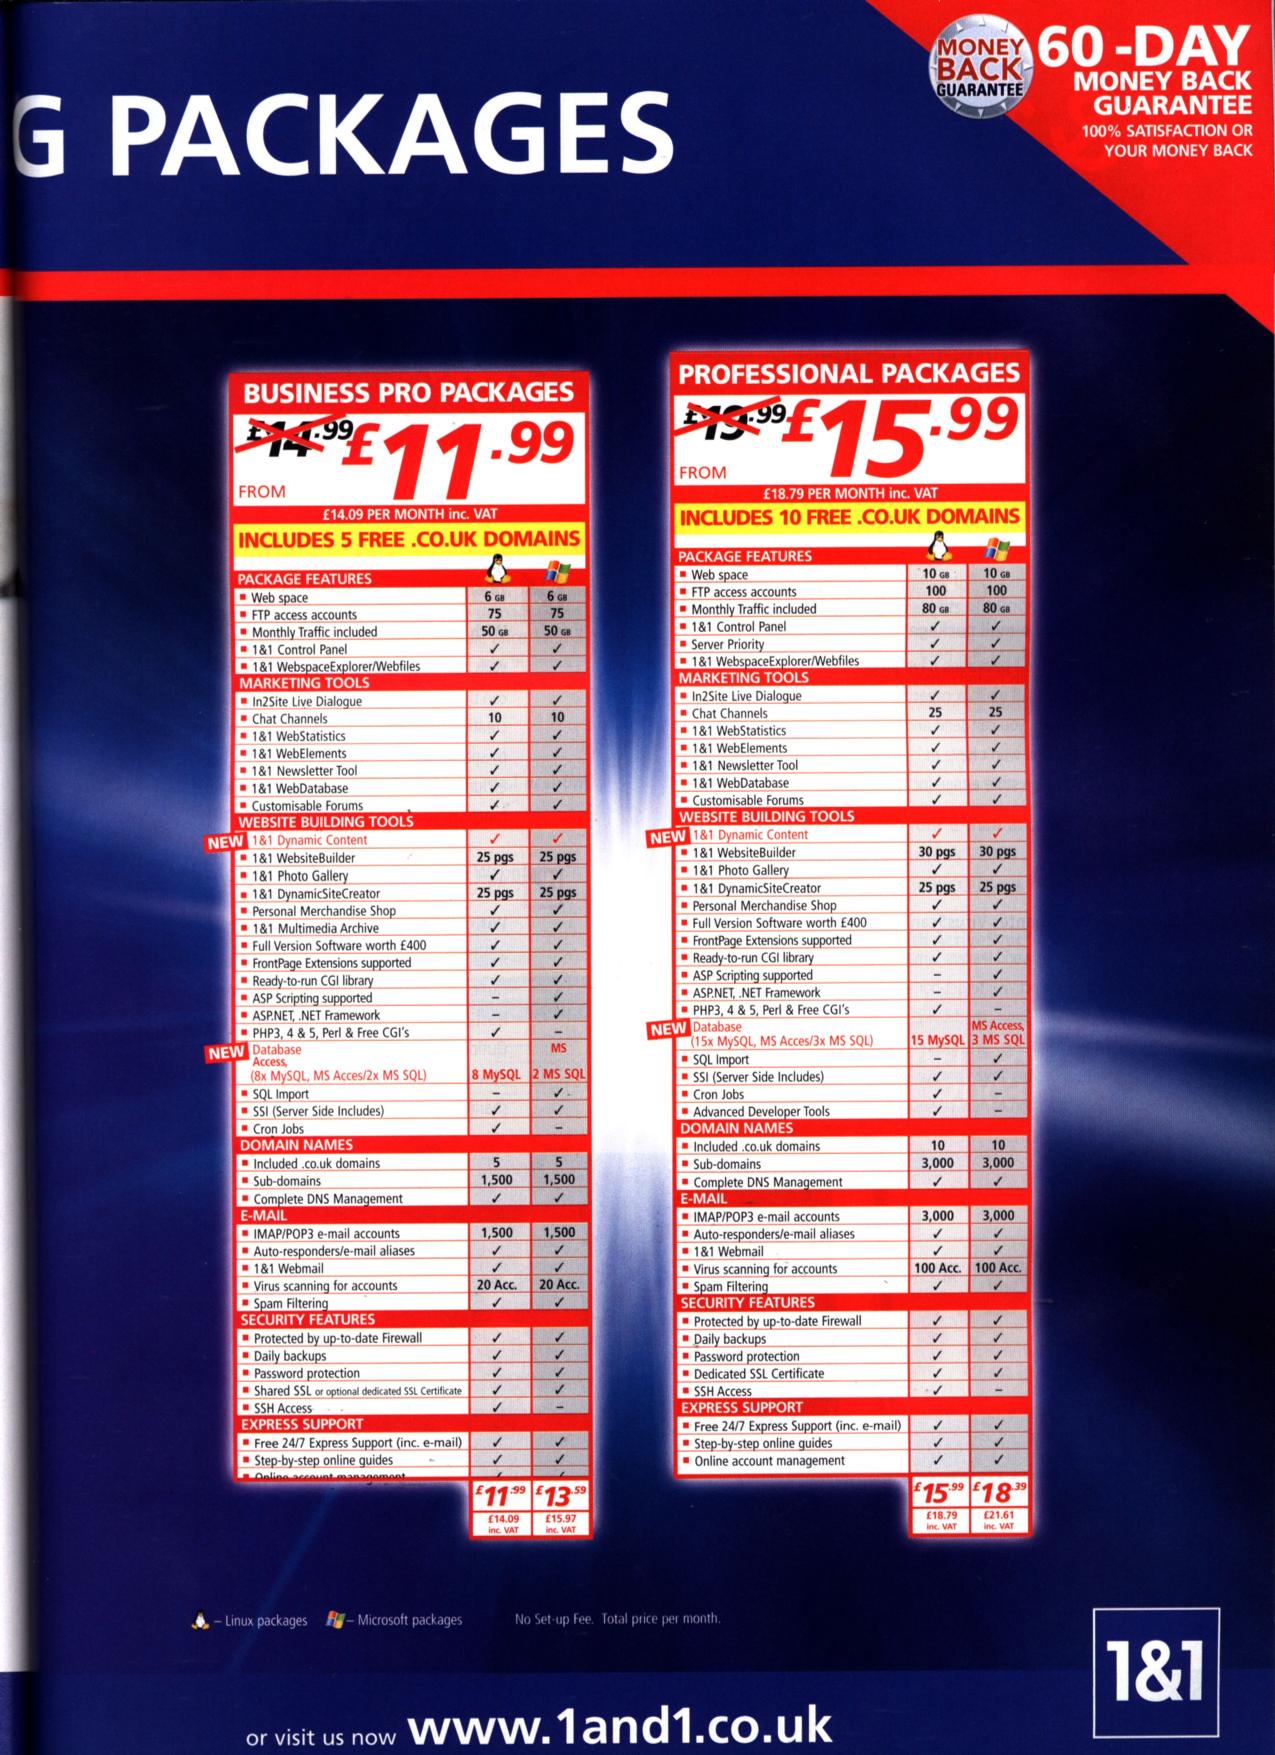 G PACKAGES
MONEY
BACK
GUARANTEE
60 -DAY
MONEY BACK
GUARANTEE
100% SATISFACTION OR
YOUR MONEY BACK
BUSINESS PRO PACKAGES
£14.99 £11.99
FROM
£14.09 PER MONTH inc. VAT
INCLUDES 5 FREE .CO.UK DOMAINS
PACKAGE FEATURES
Web space 6 GB 6 GB
FTP access accounts 75 75
Monthly Traffic included 50 GB 50 GB
1&1 Control Panel ✓ ✓
1&1 WebspaceExplorer/Webfiles ✓ ✓
MARKETING TOOLS
In2Site Live Dialogue ✓ ✓
Chat Channels 10 10
1&1 WebStatistics ✓ ✓
1&1 WebElements ✓ ✓
1&1 Newsletter Tool ✓ ✓
1&1 WebDatabase ✓ ✓
Customisable Forums ✓ ✓
WEBSITE BUILDING TOOLS
NEW 1&1 Dynamic Content ✓ ✓
1&1 WebsiteBuilder 25 pgs 25 pgs
1&1 Photo Gallery ✓ ✓
1&1 DynamicSiteCreator 25 pgs 25 pgs
Personal Merchandise Shop ✓ ✓
1&1 Multimedia Archive ✓ ✓
Full Version Software worth £400 ✓ ✓
FrontPage Extensions supported ✓ ✓
Ready-to-run CGI library ✓ ✓
ASP Scripting supported – ✓
ASP.NET, .NET Framework – ✓
PHP3, 4 & 5, Perl & Free CGI's ✓ –
NEW Database MS
Access,
(8x MySQL, MS Acces/2x MS SQL) 8 MySQL 2 MS SQL
SQL Import – ✓
SSI (Server Side Includes) ✓ ✓
Cron Jobs ✓ –
DOMAIN NAMES
Included .co.uk domains 5 5
Sub-domains 1,500 1,500
Complete DNS Management ✓ ✓
E-MAIL
IMAP/POP3 e-mail accounts 1,500 1,500
Auto-responders/e-mail aliases ✓ ✓
1&1 Webmail ✓ ✓
Virus scanning for accounts 20 Acc. 20 Acc.
Spam Filtering ✓ ✓
SECURITY FEATURES
Protected by up-to-date Firewall ✓ ✓
Daily backups ✓ ✓
Password protection ✓ ✓
Shared SSL or optional dedicated SSL Certificate ✓ ✓
SSH Access ✓ –
EXPRESS SUPPORT
Free 24/7 Express Support (inc. e-mail) ✓ ✓
Step-by-step online guides ✓ ✓
Online account management ✓ ✓
£11.99 £13.59
£14.09 £15.97
inc. VAT inc. VAT
PROFESSIONAL PACKAGES
£19.99 £15.99
FROM
£18.79 PER MONTH inc. VAT
INCLUDES 10 FREE .CO.UK DOMAINS
PACKAGE FEATURES
Web space 10 GB 10 GB
FTP access accounts 100 100
Monthly Traffic included 80 GB 80 GB
1&1 Control Panel ✓ ✓
Server Priority ✓ ✓
1&1 WebspaceExplorer/Webfiles ✓ ✓
MARKETING TOOLS
In2Site Live Dialogue ✓ ✓
Chat Channels 25 25
1&1 WebStatistics ✓ ✓
1&1 WebElements ✓ ✓
1&1 Newsletter Tool ✓ ✓
1&1 WebDatabase ✓ ✓
Customisable Forums ✓ ✓
WEBSITE BUILDING TOOLS
NEW 1&1 Dynamic Content ✓ ✓
1&1 WebsiteBuilder 30 pgs 30 pgs
1&1 Photo Gallery ✓ ✓
1&1 DynamicSiteCreator 25 pgs 25 pgs
Personal Merchandise Shop ✓ ✓
Full Version Software worth £400 ✓ ✓
FrontPage Extensions supported ✓ ✓
Ready-to-run CGI library ✓ ✓
ASP Scripting supported – ✓
ASP.NET, .NET Framework – ✓
PHP3, 4 & 5, Perl & Free CGI's ✓ –
NEW Database MS Access,
(15x MySQL, MS Acces/3x MS SQL) 15 MySQL 3 MS SQL
SQL Import – ✓
SSI (Server Side Includes) ✓ ✓
Cron Jobs ✓ –
Advanced Developer Tools ✓ –
DOMAIN NAMES
Included .co.uk domains 10 10
Sub-domains 3,000 3,000
Complete DNS Management ✓ ✓
E-MAIL
IMAP/POP3 e-mail accounts 3,000 3,000
Auto-responders/e-mail aliases ✓ ✓
1&1 Webmail ✓ ✓
Virus scanning for accounts 100 Acc. 100 Acc.
Spam Filtering ✓ ✓
SECURITY FEATURES
Protected by up-to-date Firewall ✓ ✓
Daily backups ✓ ✓
Password protection ✓ ✓
Dedicated SSL Certificate ✓ ✓
SSH Access ✓ –
EXPRESS SUPPORT
Free 24/7 Express Support (inc. e-mail) ✓ ✓
Step-by-step online guides ✓ ✓
Online account management ✓ ✓
£15.99 £18.39
£18.79 £21.61
inc. VAT inc. VAT
– Linux packages – Microsoft packages No Set-up Fee. Total price per month.
1&1
or visit us now www.1and1.co.uk